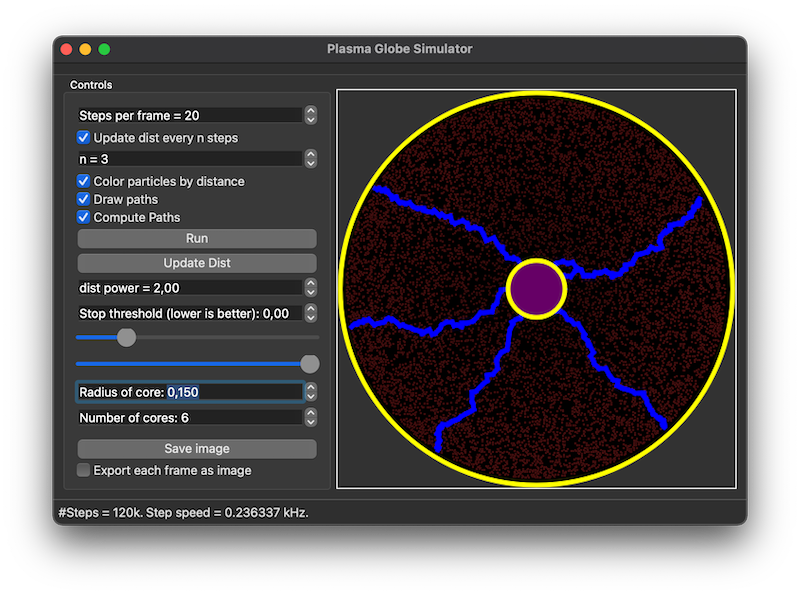 Plasma Globe Simulator
Controls
Steps per frame = 20
Update dist every n steps
n = 3
Color particles by distance
Draw paths
Compute Paths
Run
Update Dist
dist power = 2,00
Stop threshold (lower is better): 0,00
Radius of core: 0,150
Number of cores: 6
Save image
Export each frame as image
#Steps = 120k. Step speed = 0.236337 kHz.